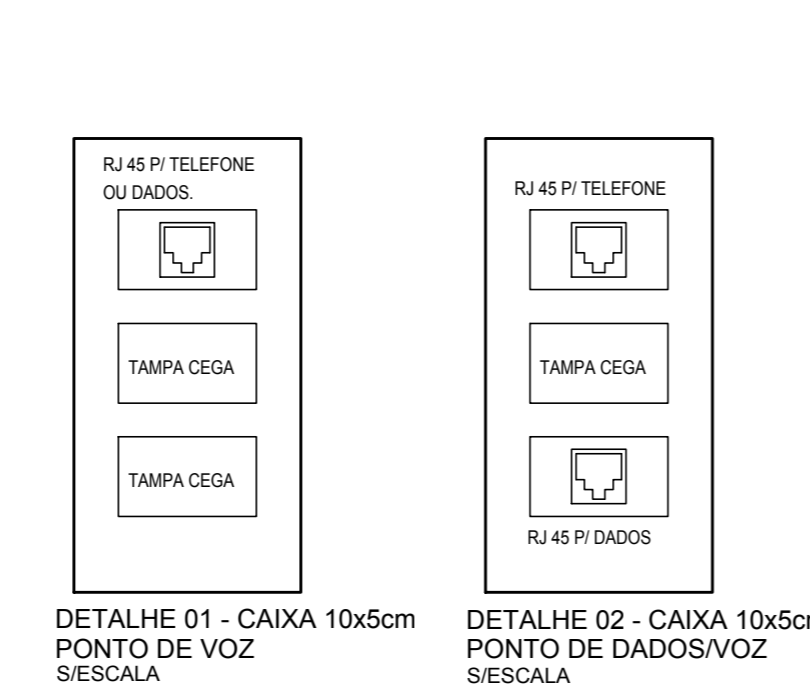 RJ 45 P/ TELEFONE
OU DADOS.
TAMPA CEGA
TAMPA CEGA
DETALHE 01 - CAIXA 10x5cm
PONTO DE VOZ
S/ESCALA
RJ 45 P/ TELEFONE
TAMPA CEGA
RJ 45 P/ DADOS
DETALHE 02 - CAIXA 10x5cm
PONTO DE DADOS/VOZ
S/ESCALA